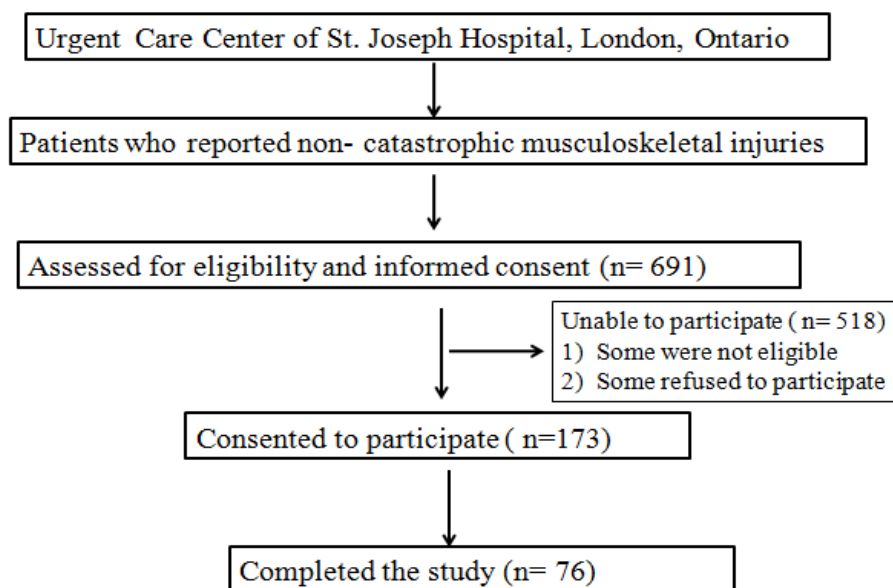 Urgent Care Center of St. Joseph Hospital, London, Ontario
Patients who reported non- catastrophic musculoskeletal injuries
Assessed for eligibility and informed consent (n= 691)
Unable to participate ( n= 518)
1) Some were not eligible
2) Some refused to participate
Consented to participate ( n=173)
Completed the study (n= 76)